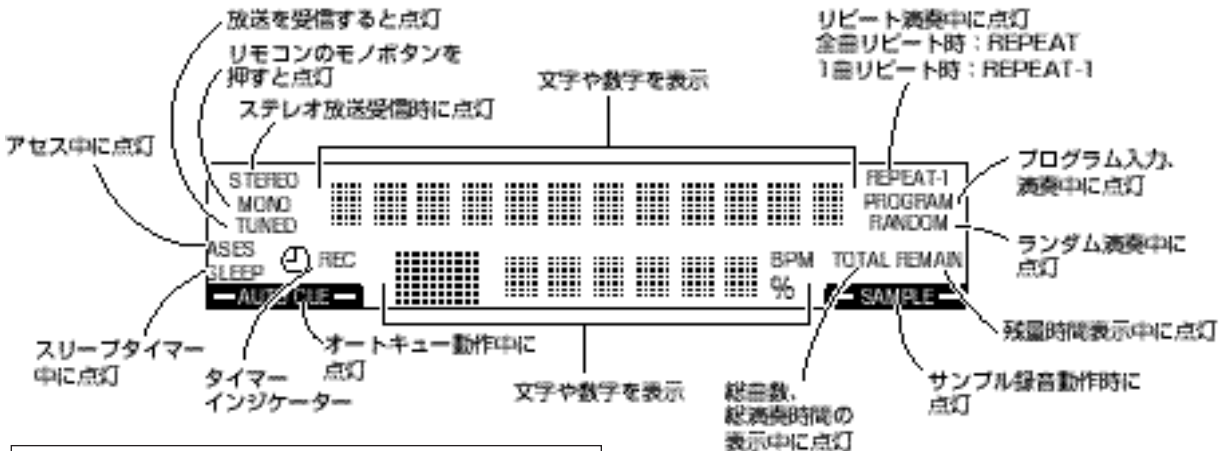 放送を受信すると点灯
リモコンのモノボタンを
押すと点灯
ステレオ放送受信時に点灯
アセス中に点灯
文字や数字を表示
リピート演奏中に点灯
全曲リピート時：REPEAT
1曲リピート時：REPEAT-1
プログラム入力、
演奏中に点灯
ランダム演奏中に
点灯
STEREO
MONO
TUNED
ASES
SLEEP
REC
AUTO CUE
REPEAT-1
PROGRAM
RANDOM
BPM
%
TOTAL REMAIN
SAMPLE
スリープタイマー
中に点灯
タイマー
インジケーター
オートキュー動作中に
点灯
文字や数字を表示
総曲数、
総演奏時間の
表示中に点灯
サンプル録音動作時に
点灯
残量時間表示中に点灯